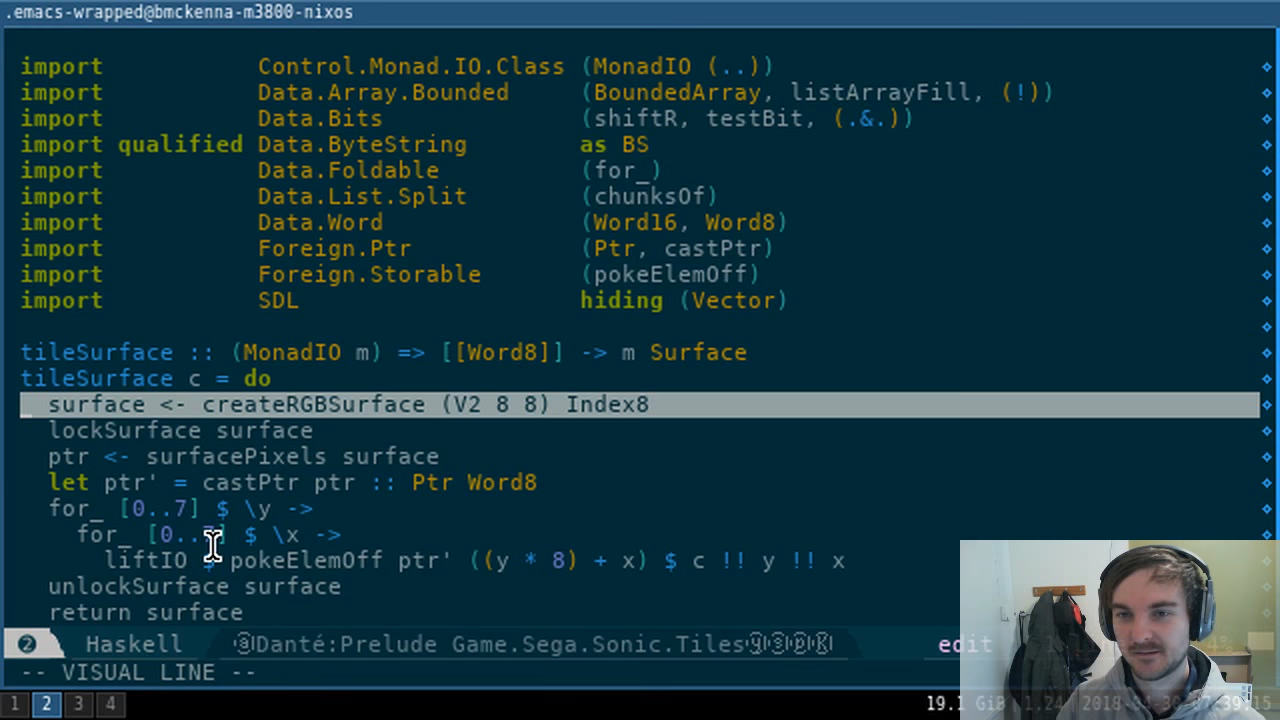 .emacs-wrapped@bmckenna-m3800-nixos
import Control.Monad.IO.Class (MonadIO (..))
import Data.Array.Bounded (BoundedArray, listArrayFill, (!))
import Data.Bits (shiftR, testBit, (.&.))
import qualified Data.ByteString as BS
import Data.Foldable (for_)
import Data.List.Split (chunksOf)
import Data.Word (Word16, Word8)
import Foreign.Ptr (Ptr, castPtr)
import Foreign.Storable (pokeElemOff)
import SDL hiding (Vector)
tileSurface :: (MonadIO m) => [[Word8]] -> m Surface
tileSurface c = do
surface <- createRGBSurface (V2 8 8) Index8
lockSurface surface
ptr <- surfacePixels surface
let ptr' = castPtr ptr :: Ptr Word8
for_ [0..7] $ \y ->
for_ [0..7] $ \x ->
liftIO $ pokeElemOff ptr' ((y * 8) + x) $ c !! y !! x
unlockSurface surface
return surface
2 Haskell Danté:Prelude Game.Sega.Sonic.Tiles edit
-- VISUAL LINE --
1 2 3 4 19.1 GiB 1.24